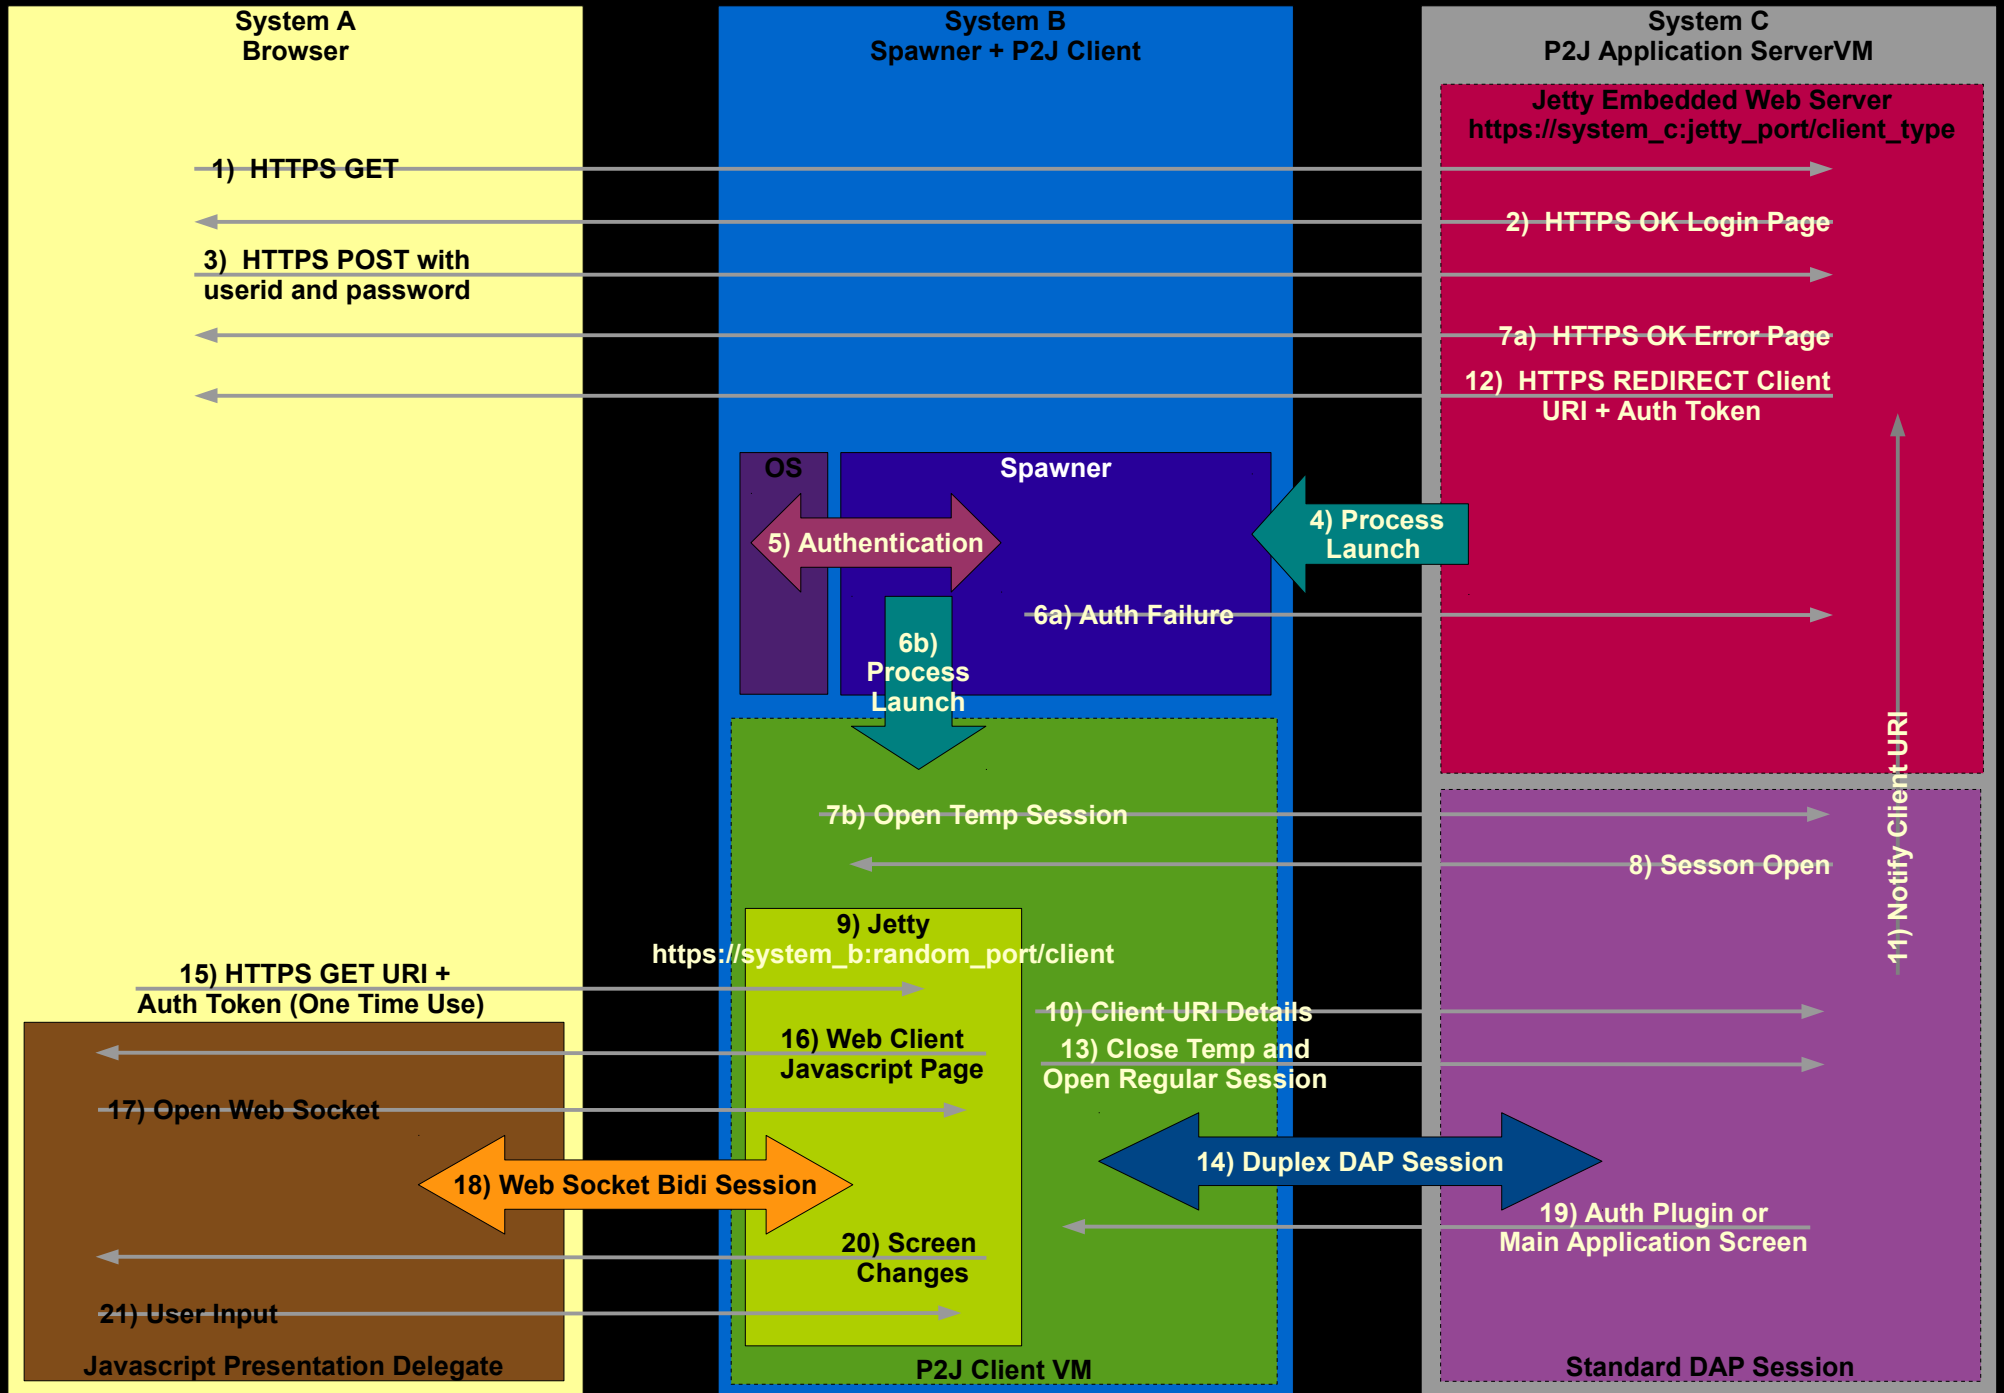 System A
Browser
System B
Spawner + P2J Client
System C
P2J Application ServerVM
Jetty Embedded Web Server
https://system_c:jetty_port/client_type
1)  HTTPS GET
2)  HTTPS OK Login Page
3)  HTTPS POST with
userid and password
7a)  HTTPS OK Error Page
12)  HTTPS REDIRECT Client
URI + Auth Token
OS
Spawner
4) Process
Launch
5) Authentication
6a) Auth Failure
6b)
Process
Launch
11) Notify Client URI
7b) Open Temp Session
8) Sesson Open
9) Jetty
https://system_b:random_port/client
15) HTTPS GET URI +
Auth Token (One Time Use)
10) Client URI Details
16) Web Client
Javascript Page
13) Close Temp and
Open Regular Session
17) Open Web Socket
14) Duplex DAP Session
18) Web Socket Bidi Session
19) Auth Plugin or
Main Application Screen
20) Screen
Changes
21) User Input
Javascript Presentation Delegate
P2J Client VM
Standard DAP Session